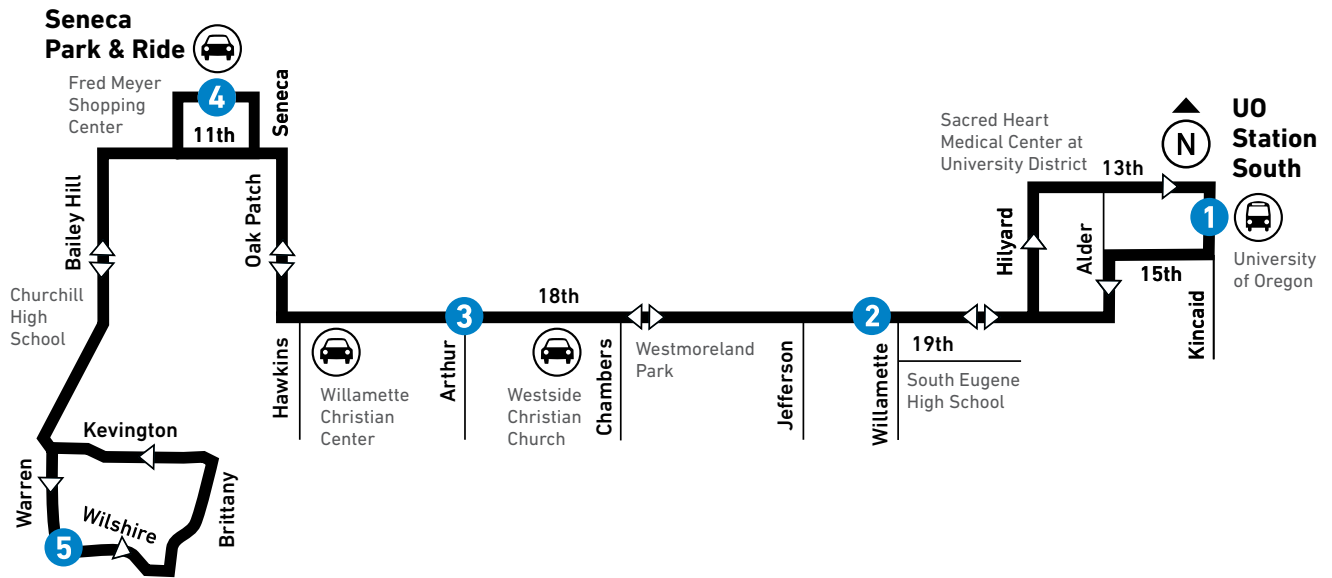 Seneca
Park & Ride
Fred Meyer
Shopping
Center
4
11th
Seneca
Bailey Hill
Oak Patch
Churchill
High
School
Kevington
Warren
Wilshire
Brittany
5
Hawkins
Willamette
Christian
Center
3
Arthur
18th
Westside
Christian
Church
Chambers
Westmoreland
Park
Jefferson
2
Willamette
19th
South Eugene
High School
Sacred Heart
Medical Center at
University District
13th
Hilyard
Alder
15th
Kincaid
N
UO
Station
South
1
University
of Oregon